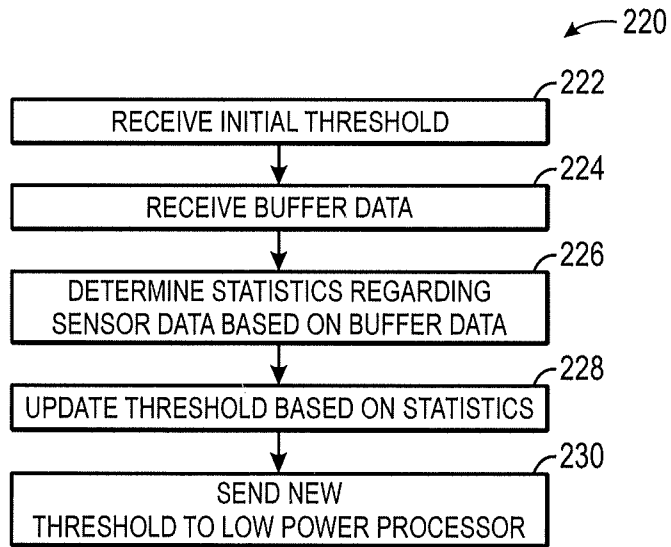 220
222
RECEIVE INITIAL THRESHOLD
224
RECEIVE BUFFER DATA
226
DETERMINE STATISTICS REGARDING
SENSOR DATA BASED ON BUFFER DATA
228
UPDATE THRESHOLD BASED ON STATISTICS
230
SEND NEW
THRESHOLD TO LOW POWER PROCESSOR